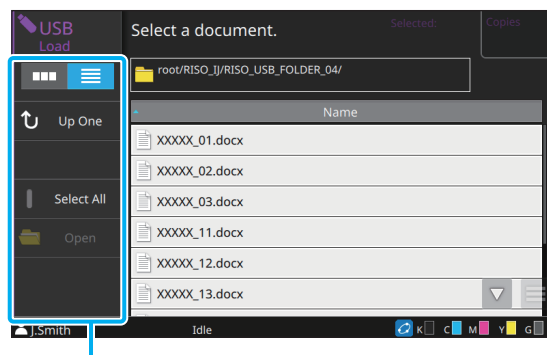 USB
Load
Select a document.
Selected:
Copies
root/RISO_IJ/RISO_USB_FOLDER_04/
Name
Up One
XXXXX_01.docx
XXXXX_02.docx
Select All
XXXXX_03.docx
Open
XXXXX_11.docx
XXXXX_12.docx
XXXXX_13.docx
J.Smith
Idle
K C M Y G